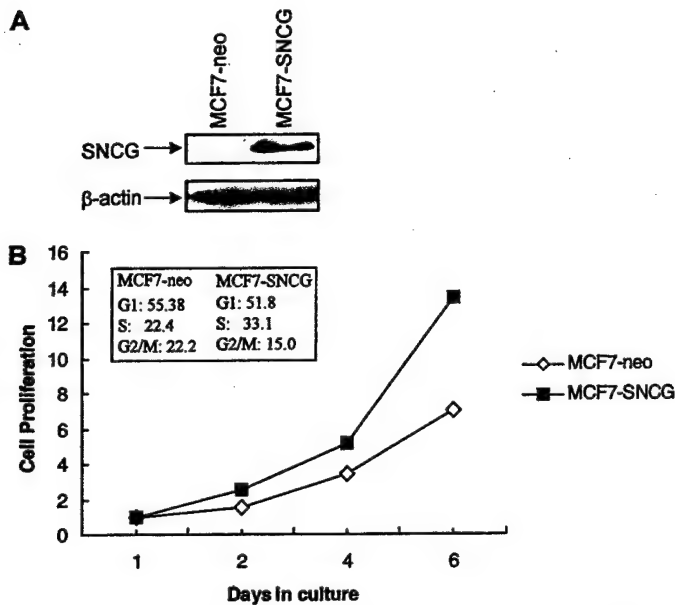 A
MCF7-neo
MCF7-SNCG
SNCG
β-actin
B
16
14
12
10
8
6
4
2
0
Cell Proliferation
MCF7-neo MCF7-SNCG
G1: 55.38 G1: 51.8
S: 22.4 S: 33.1
G2/M: 22.2 G2/M: 15.0
MCF7-neo
MCF7-SNCG
1 2 4 6
Days in culture